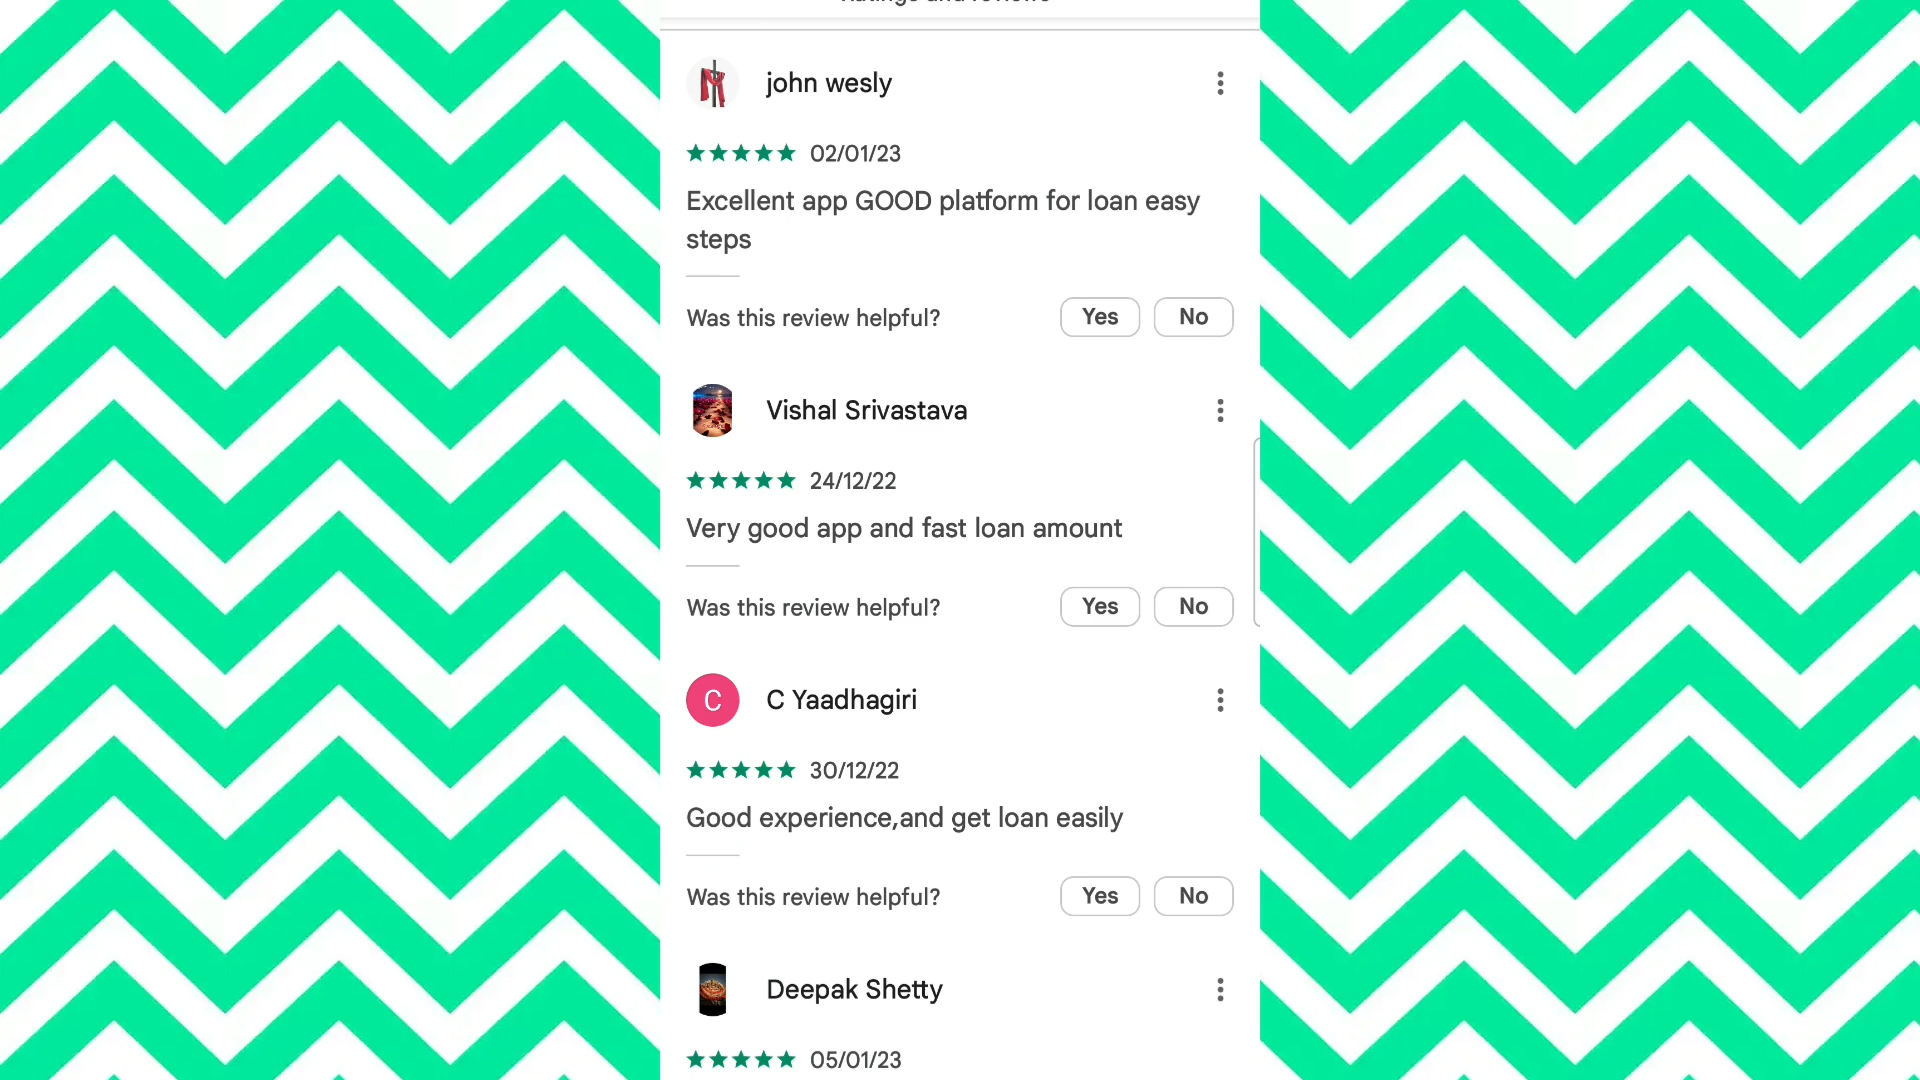 Ratings and reviews
john wesly
02/01/23
Excellent app GOOD platform for loan easy
steps
Was this review helpful?
Yes
No
Vishal Srivastava
24/12/22
Very good app and fast loan amount
Was this review helpful?
Yes
No
C
C Yaadhagiri
30/12/22
Good experience,and get loan easily
Was this review helpful?
Yes
No
Deepak Shetty
05/01/23